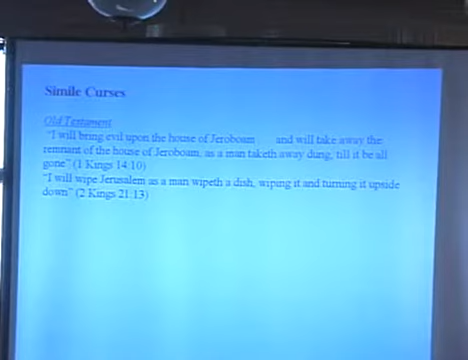 Simile Curses
Old Testament
"I will bring evil upon the house of Jeroboam and will take away the
remnant of the house of Jeroboam, as a man taketh away dung, till it be all
gone" (1 Kings 14:10)
"I will wipe Jerusalem as a man wipeth a dish, wiping it and turning it upside
down" (2 Kings 21:13)